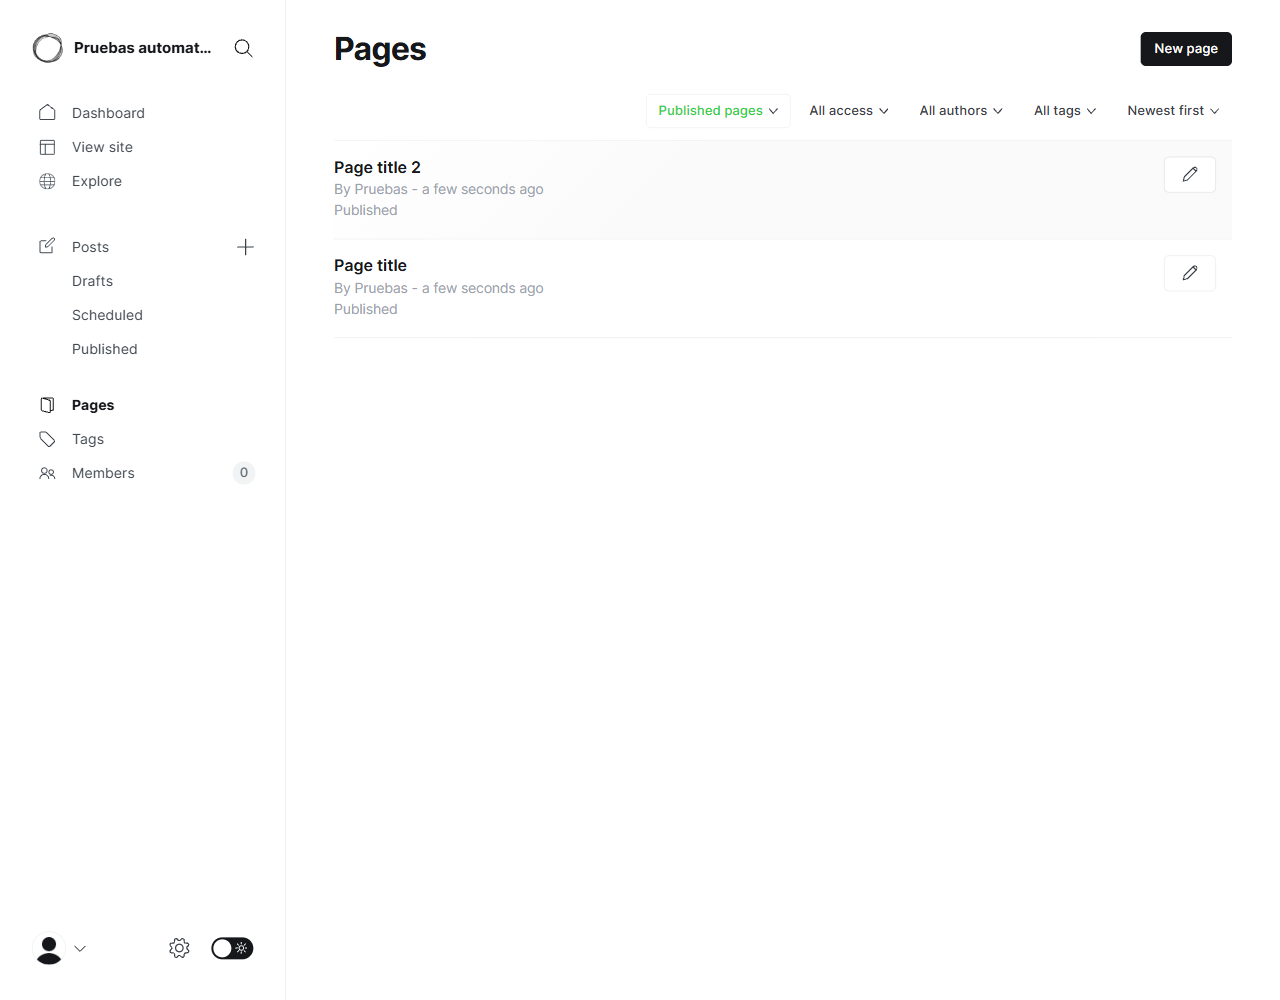 Pruebas automat...
Dashboard
View site
Explore
Posts
Drafts
Scheduled
Published
Pages
Tags
Members
0
Pages
New page
Published pages
All access
All authors
All tags
Newest first
Page title 2
By Pruebas - a few seconds ago
Published
Page title
By Pruebas - a few seconds ago
Published